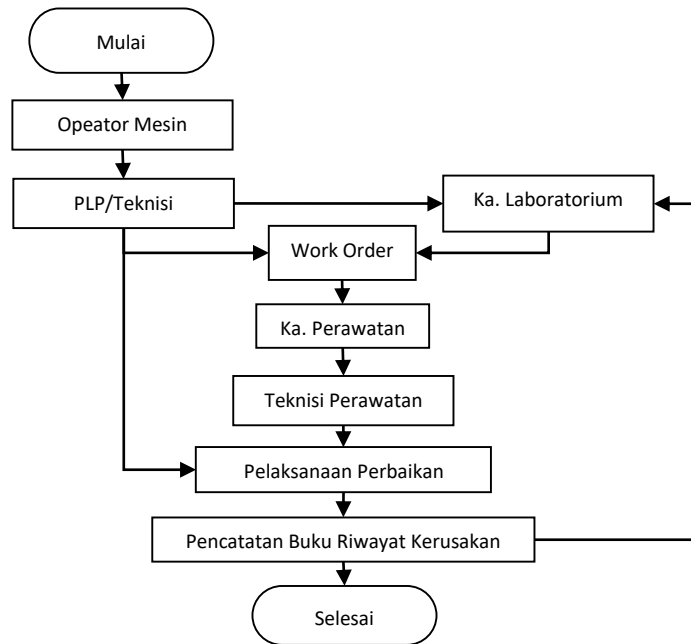 Mulai
Opeator Mesin
PLP/Teknisi
Ka. Laboratorium
Work Order
Ka. Perawatan
Teknisi Perawatan
Pelaksanaan Perbaikan
Pencatatan Buku Riwayat Kerusakan
Selesai